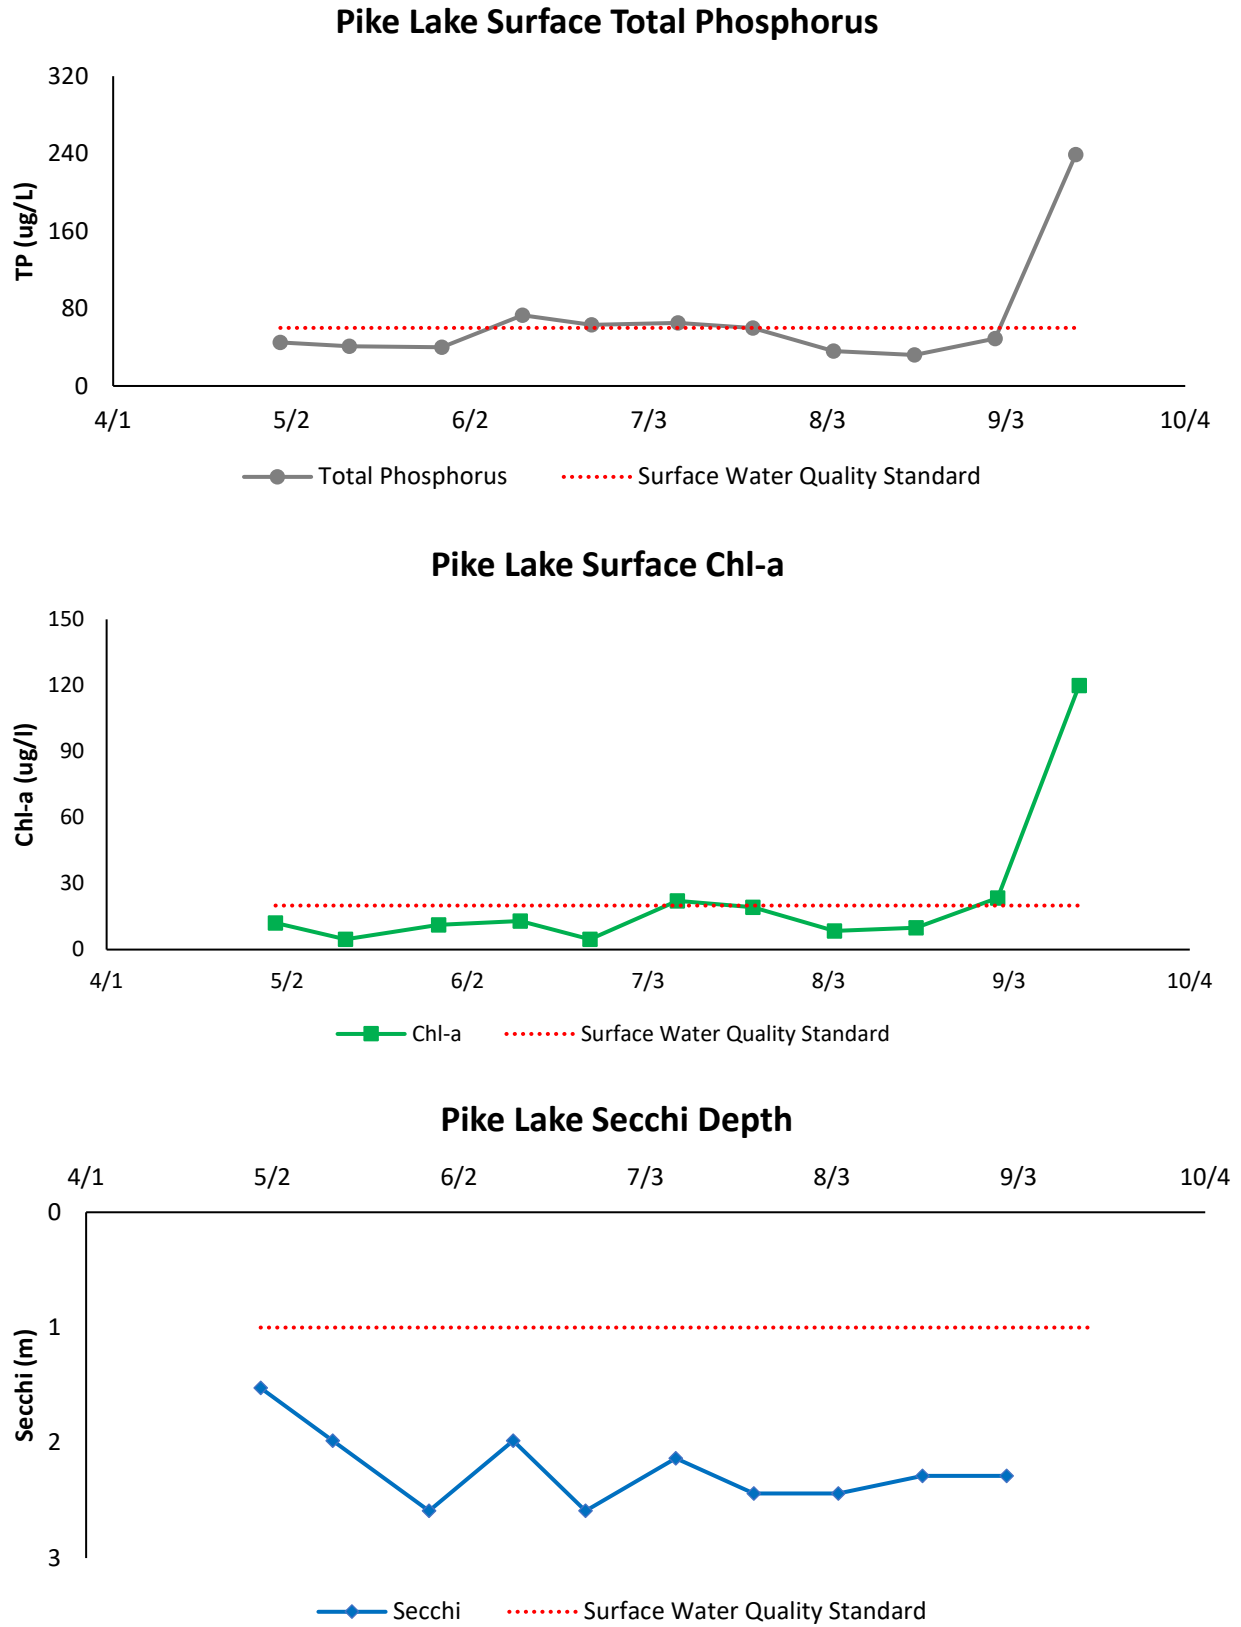 Pike Lake Surface Total Phosphorus
320
240
160
80
0
TP (ug/L)
4/1 5/2 6/2 7/3 8/3 9/3 10/4
Total Phosphorus Surface Water Quality Standard
Pike Lake Surface Chl-a
150
120
90
60
30
0
Chl-a (ug/l)
4/1 5/2 6/2 7/3 8/3 9/3 10/4
Chl-a Surface Water Quality Standard
Pike Lake Secchi Depth
4/1 5/2 6/2 7/3 8/3 9/3 10/4
0
1
2
3
Secchi (m)
Secchi Surface Water Quality Standard